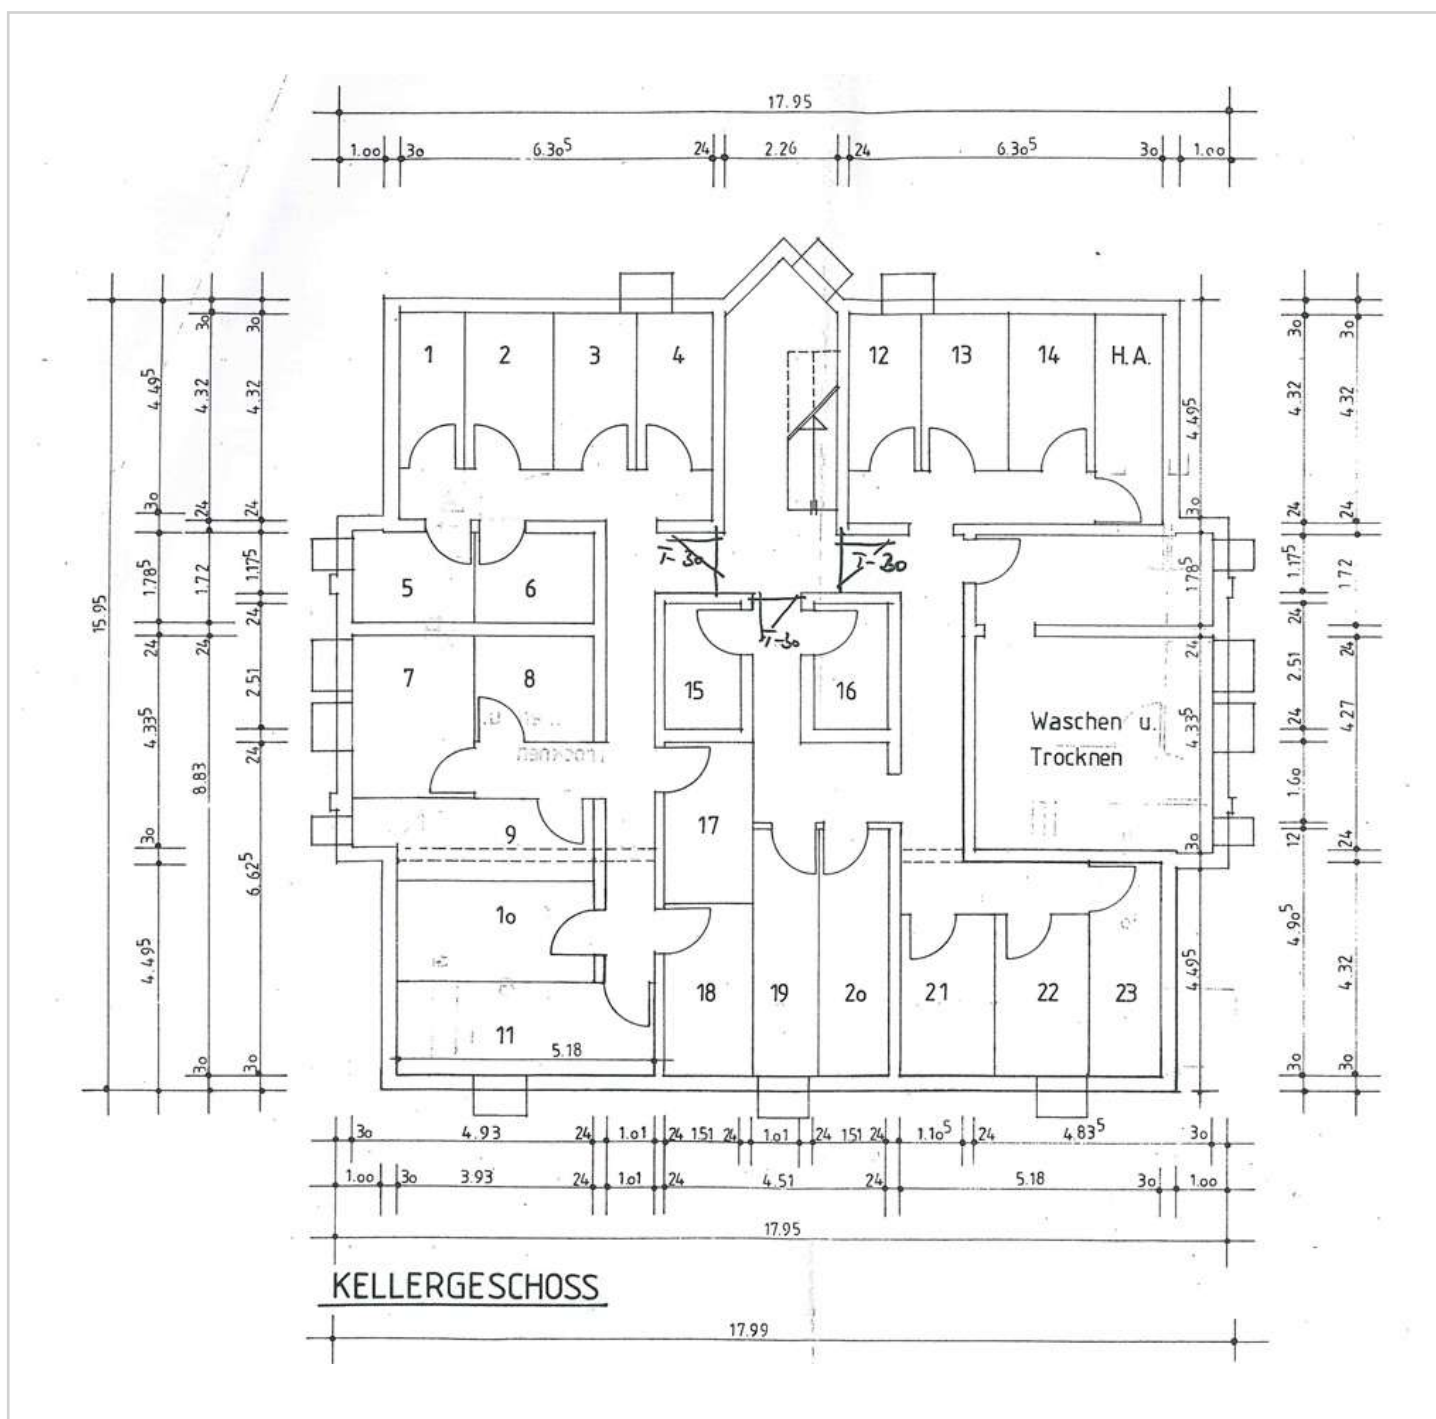 17.95
1.00 30 6.30⁵ 24 2.26 24 6.30⁵ 30 1.00
1 2 3 4 12 13 14 H.A.
5 6
7 8
9
1o
11
5.18
T-30 T-30
T-30
15 16
17
18 19 2o
21 22 23
Waschen u.
Trocknen
15.95
4.49⁵ 30 1.78⁵ 24 4.33⁵ 30 4.49⁵
30 4.32 24 1.72 24 8.83 30
30 4.32 24 1.17⁵ 24 2.51 24 6.62⁵ 30
4.49⁵ 30 1.78⁵ 24 4.33⁵ 30 4.49⁵
30 4.32 24 1.17⁵ 24 2.51 24 1.60 12 4.90⁵ 30
30 4.32 24 1.72 24 4.27 24 4.32 30
30 4.93 24 1.01 24 1.51 24 1.01 24 1.51 24 1.10⁵ 24 4.83⁵ 30
1.00 30 3.93 24 1.01 24 4.51 24 5.18 30 1.00
17.95
KELLERGESCHOSS
17.99